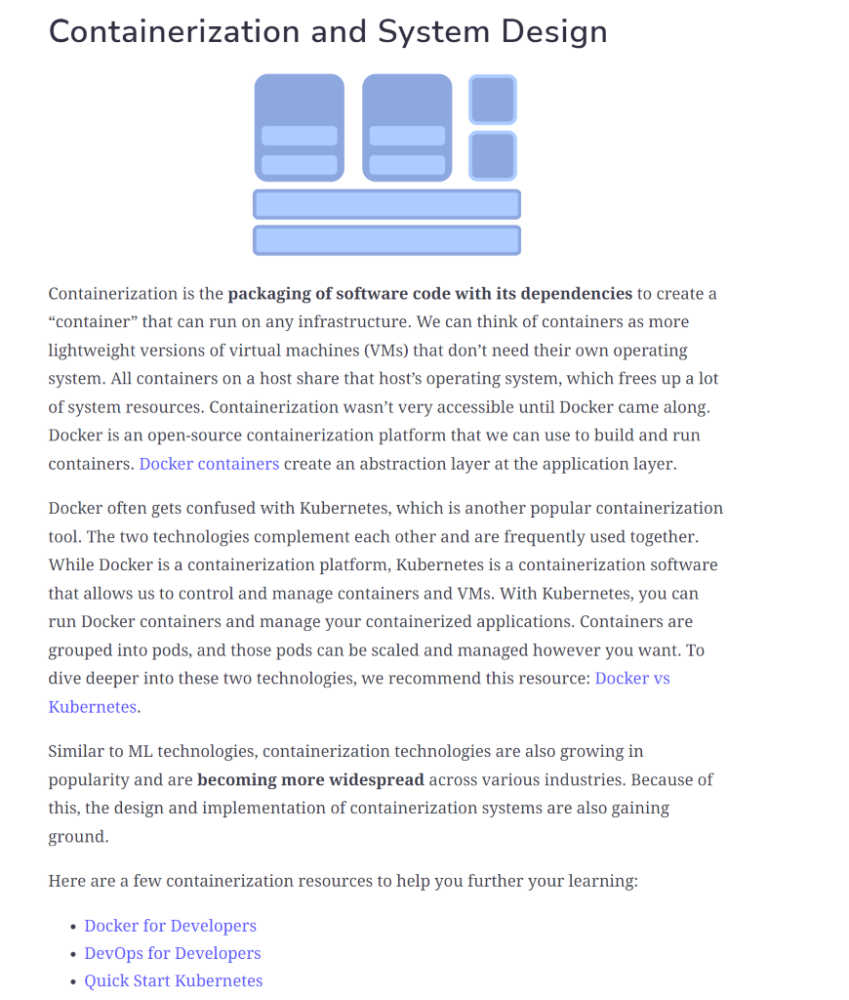 Containerization and System Design
Containerization is the packaging of software code with its dependencies to create a
“container” that can run on any infrastructure. We can think of containers as more
lightweight versions of virtual machines (VMs) that don’t need their own operating
system. All containers on a host share that host’s operating system, which frees up a lot
of system resources. Containerization wasn’t very accessible until Docker came along.
Docker is an open-source containerization platform that we can use to build and run
containers. Docker containers create an abstraction layer at the application layer.
Docker often gets confused with Kubernetes, which is another popular containerization
tool. The two technologies complement each other and are frequently used together.
While Docker is a containerization platform, Kubernetes is a containerization software
that allows us to control and manage containers and VMs. With Kubernetes, you can
run Docker containers and manage your containerized applications. Containers are
grouped into pods, and those pods can be scaled and managed however you want. To
dive deeper into these two technologies, we recommend this resource: Docker vs
Kubernetes.
Similar to ML technologies, containerization technologies are also growing in
popularity and are becoming more widespread across various industries. Because of
this, the design and implementation of containerization systems are also gaining
ground.
Here are a few containerization resources to help you further your learning:
• Docker for Developers
• DevOps for Developers
• Quick Start Kubernetes